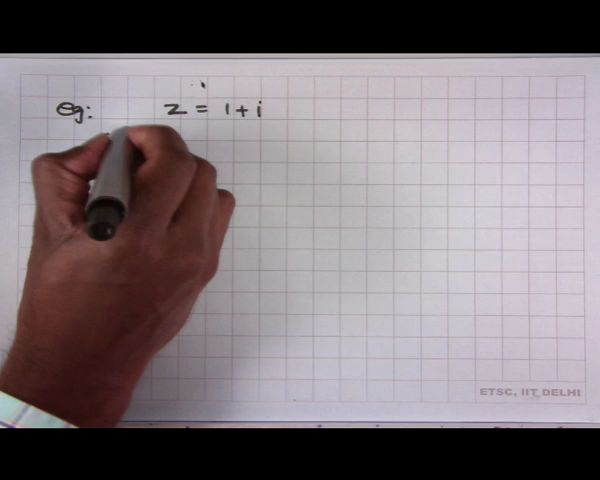 eg: z = 1 + i
ETSC, IIT DELHI